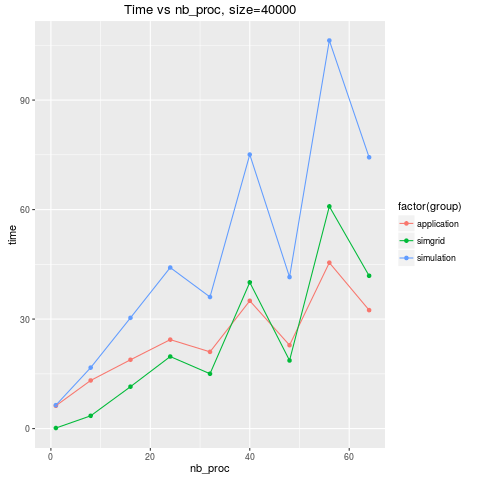 Time vs nb_proc, size=40000
time
90
60
30
0
0
20
40
60
nb_proc
factor(group)
application
simgrid
simulation